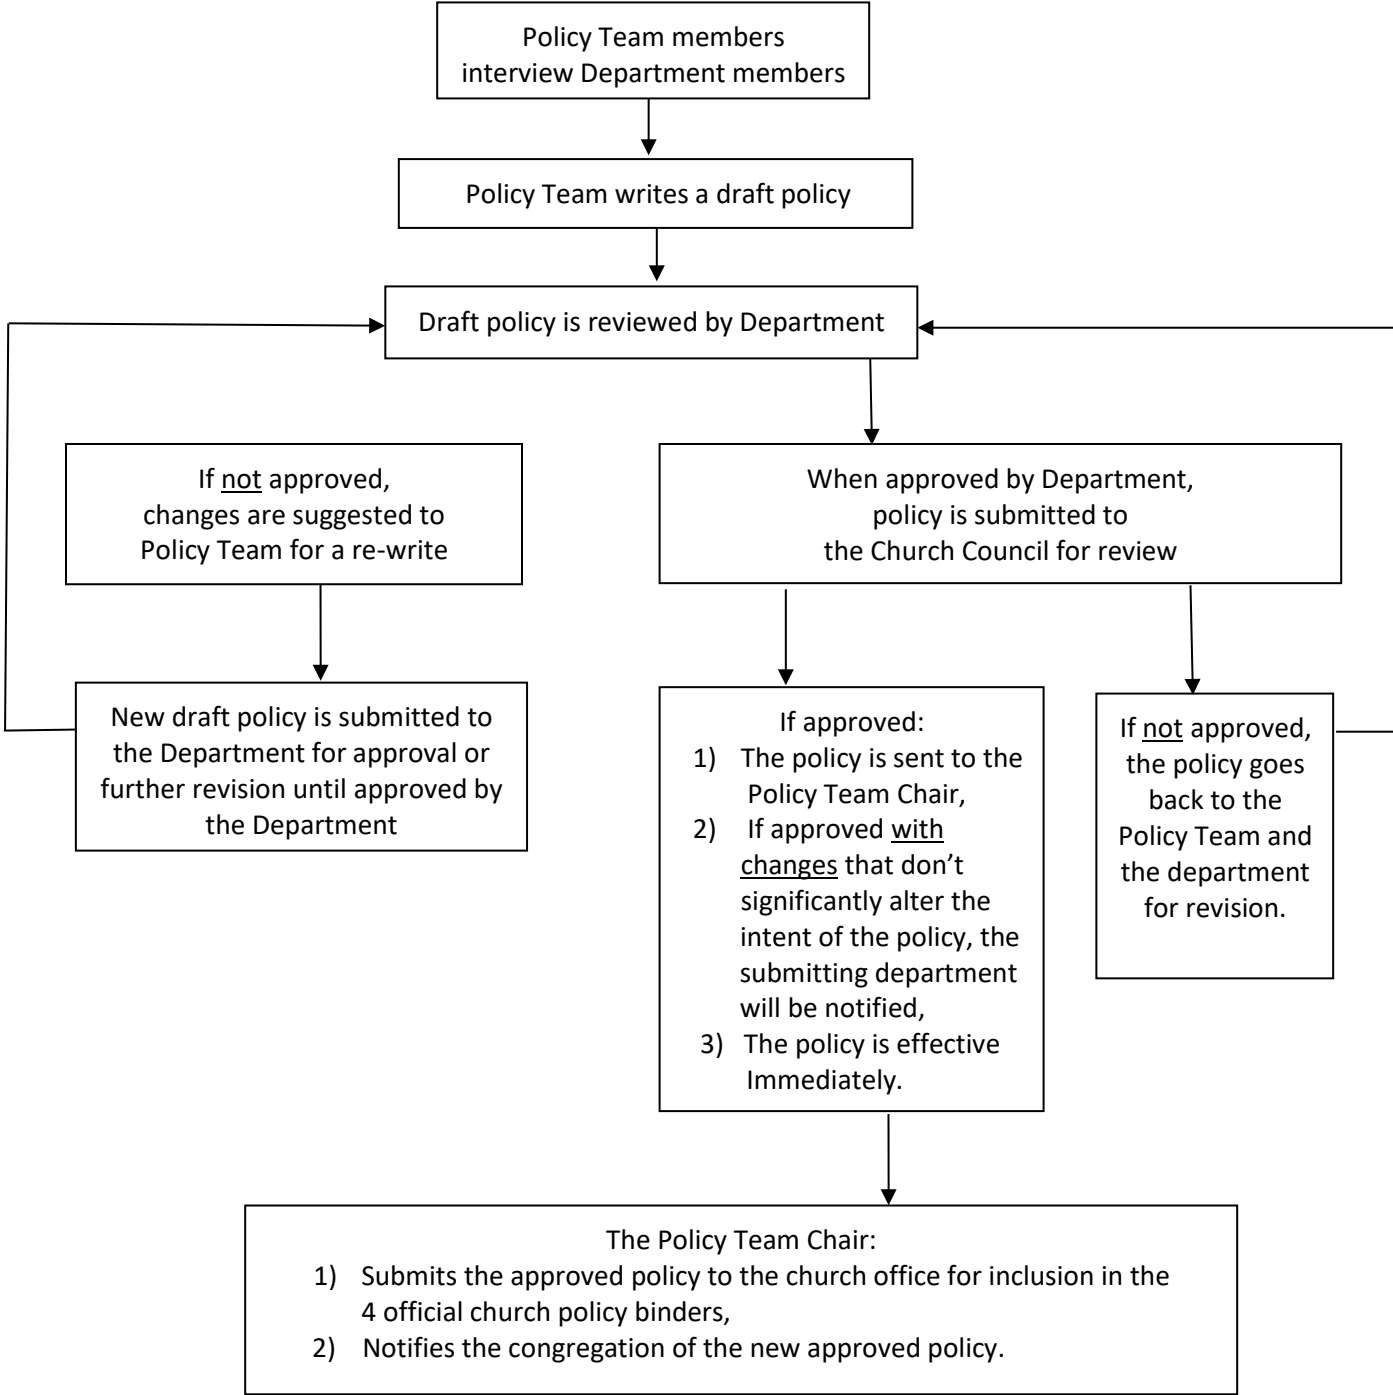 Policy Team members
interview Department members
Policy Team writes a draft policy
Draft policy is reviewed by Department
If not approved,
changes are suggested to
Policy Team for a re-write
When approved by Department,
policy is submitted to
the Church Council for review
New draft policy is submitted to
the Department for approval or
further revision until approved by
the Department
If approved:
1) The policy is sent to the
Policy Team Chair,
2) If approved with
changes that don’t
significantly alter the
intent of the policy, the
submitting department
will be notified,
3) The policy is effective
Immediately.
If not approved,
the policy goes
back to the
Policy Team and
the department
for revision.
The Policy Team Chair:
1) Submits the approved policy to the church office for inclusion in the
4 official church policy binders,
2) Notifies the congregation of the new approved policy.